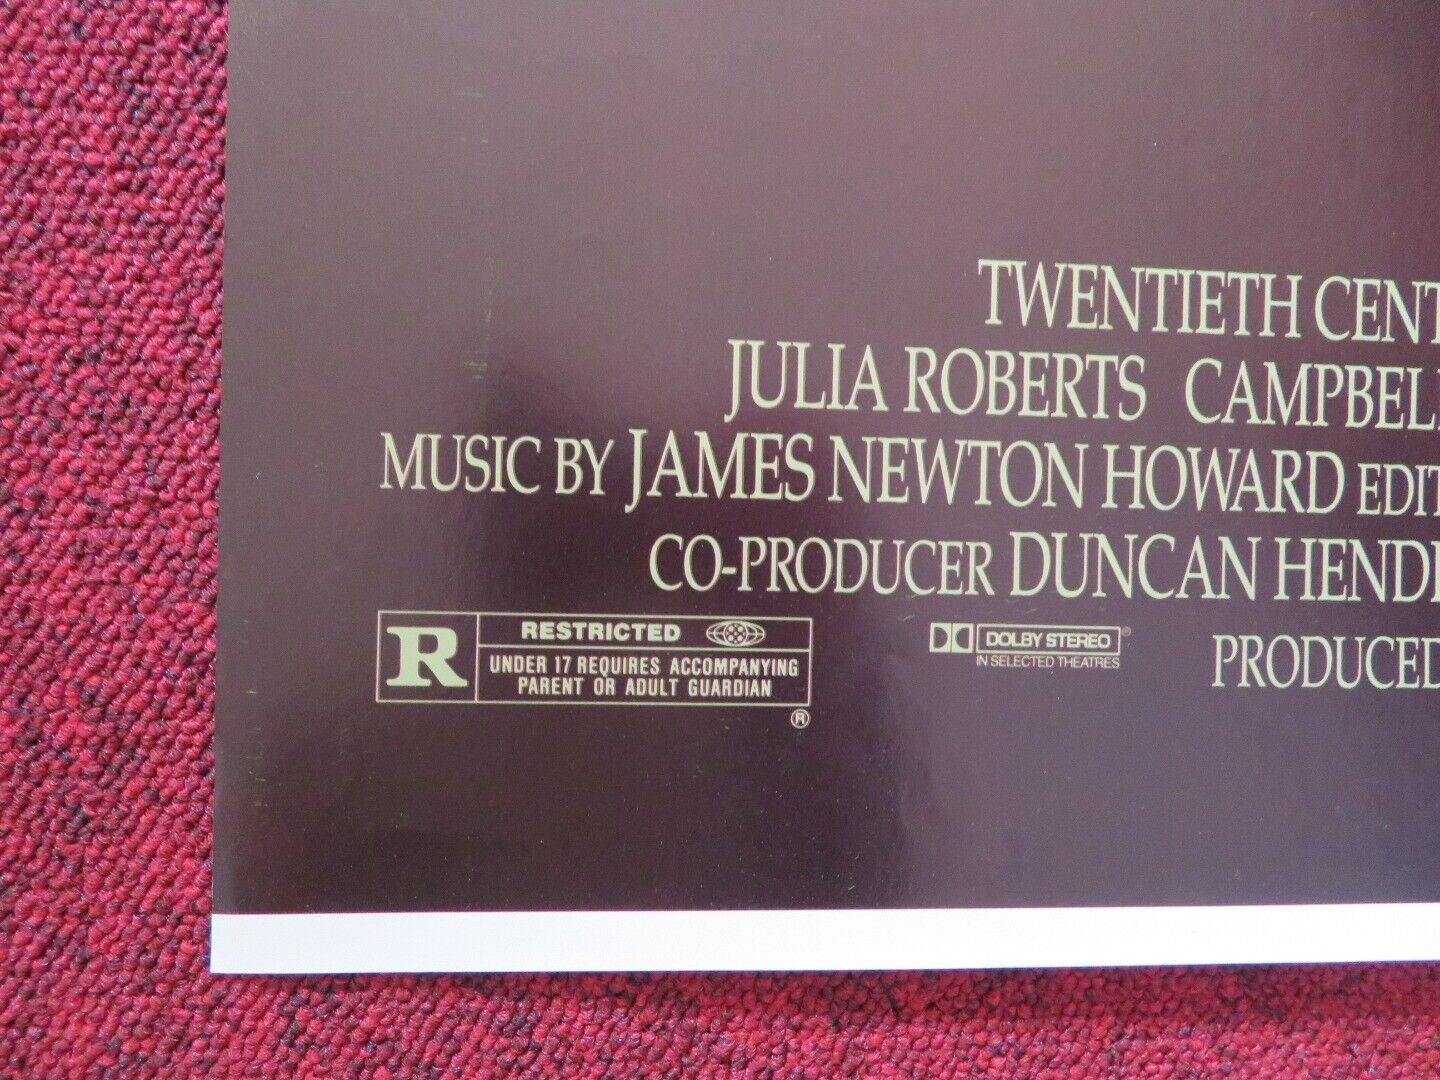 TWENTIETH CENT
JULIA ROBERTS CAMPBEL
MUSIC BY JAMES NEWTON HOWARD EDIT
CO-PRODUCER DUNCAN HEND
R RESTRICTED
UNDER 17 REQUIRES ACCOMPANYING
PARENT OR ADULT GUARDIAN
®
DOLBY STEREO ®
IN SELECTED THEATRES
PRODUCED